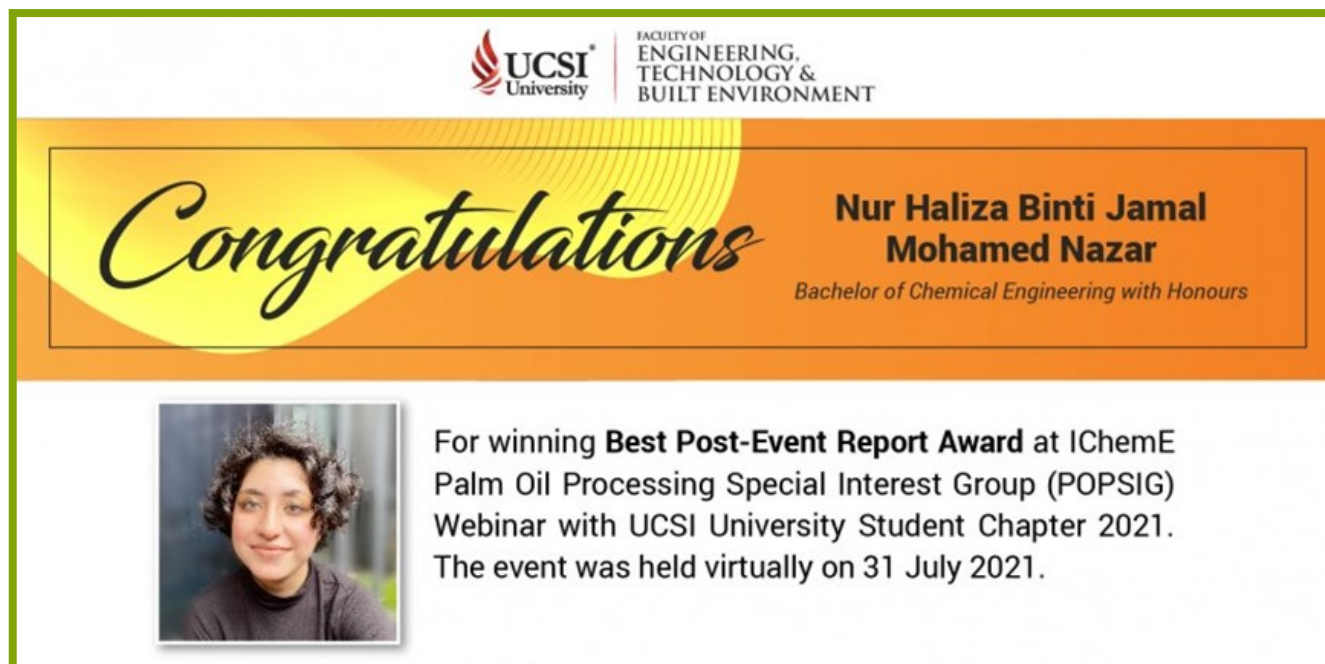 UCSI®
University
FACULTY OF
ENGINEERING,
TECHNOLOGY &
BUILT ENVIRONMENT
Congratulations
Nur Haliza Binti Jamal
Mohamed Nazar
Bachelor of Chemical Engineering with Honours
For winning Best Post-Event Report Award at IChemE
Palm Oil Processing Special Interest Group (POPSIG)
Webinar with UCSI University Student Chapter 2021.
The event was held virtually on 31 July 2021.